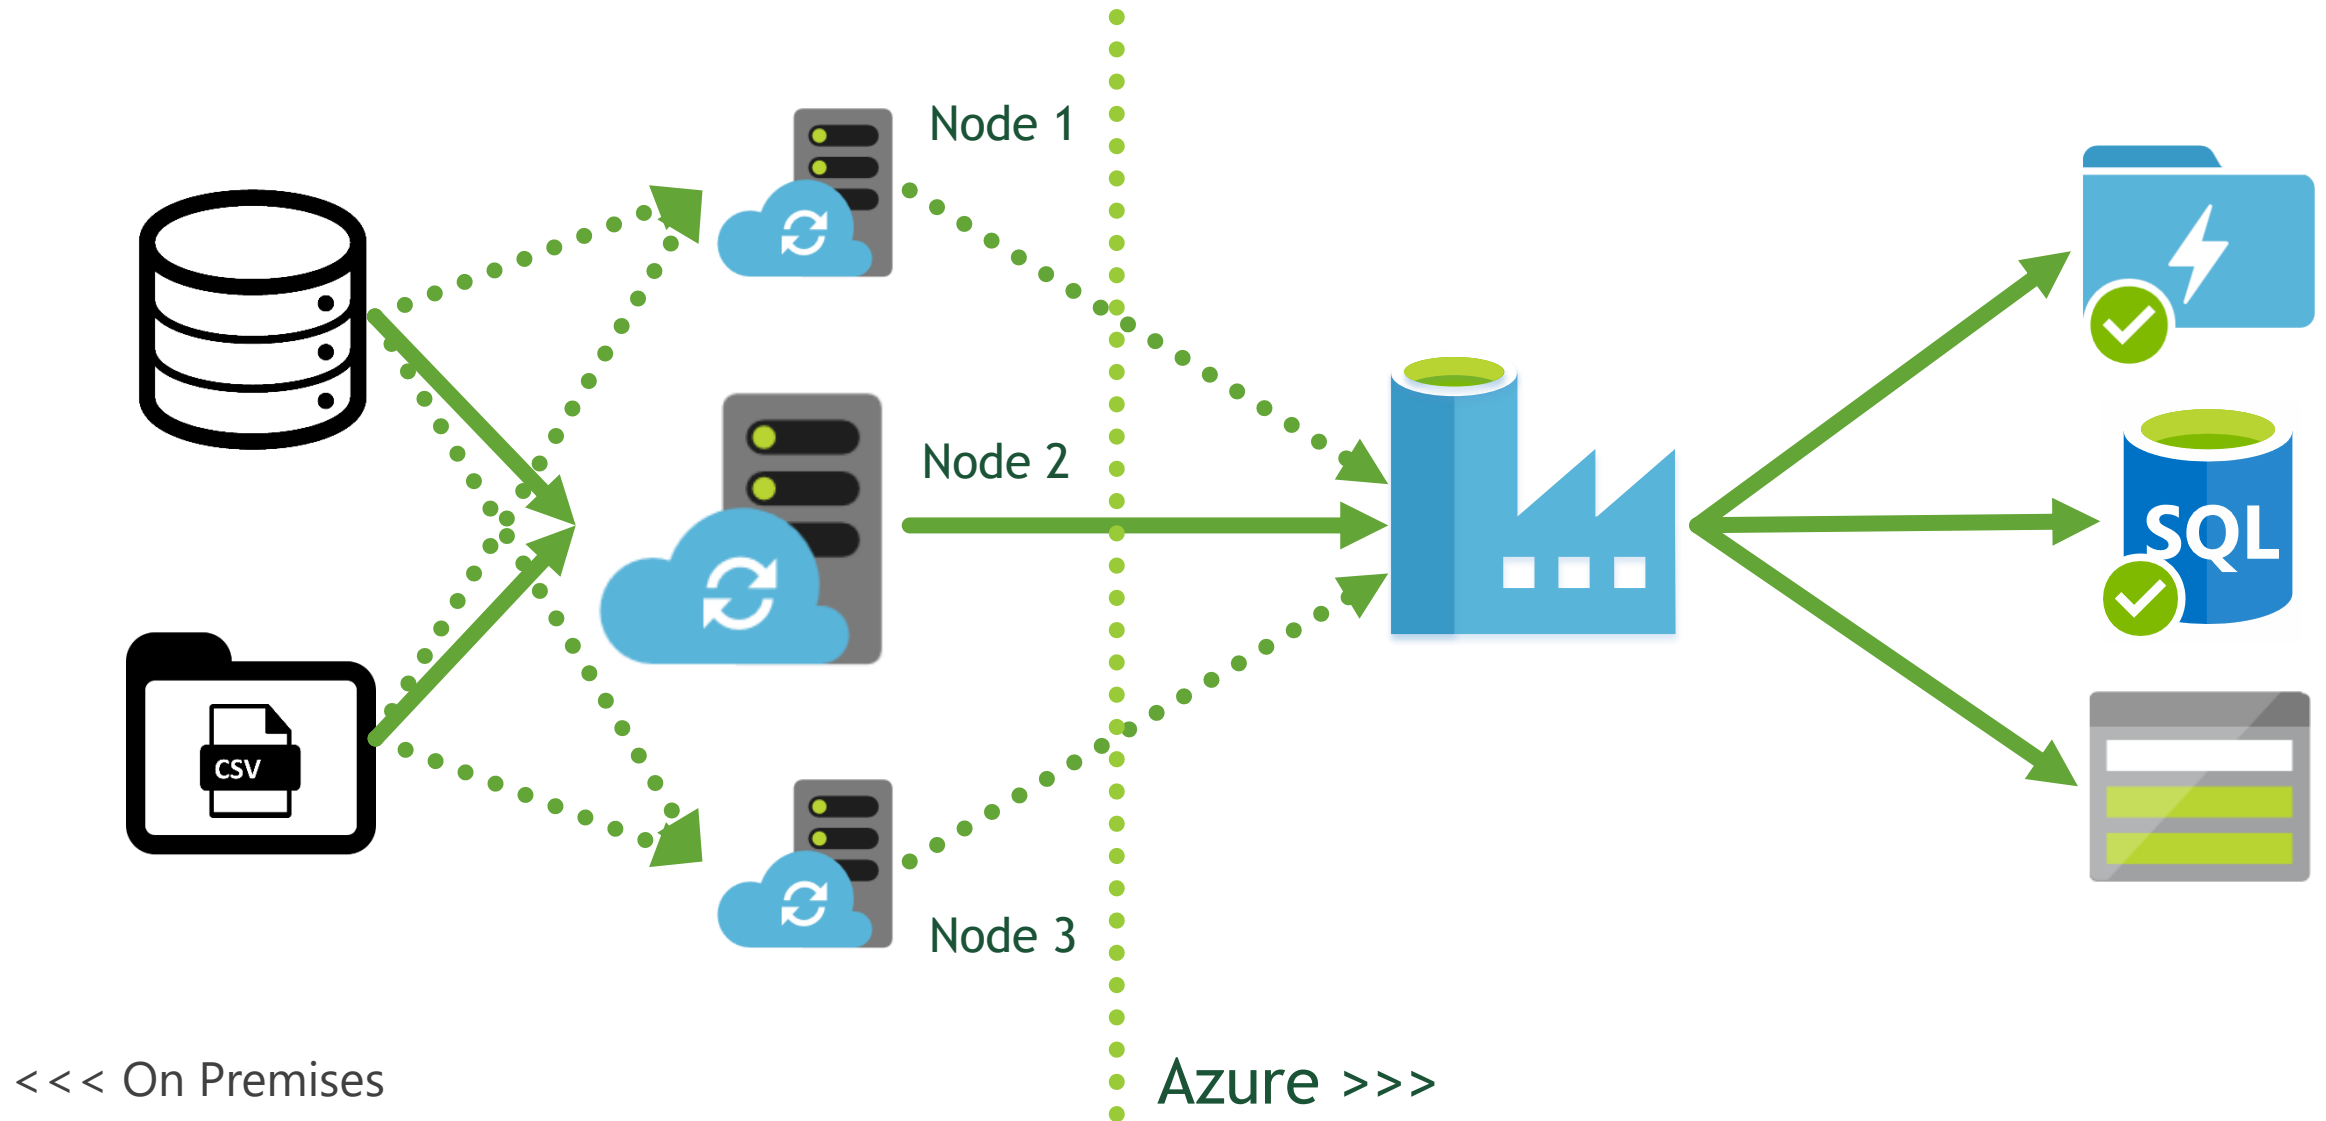 Node 1
Node 2
SQL
CSV
Node 3
<<< On Premises
Azure >>>